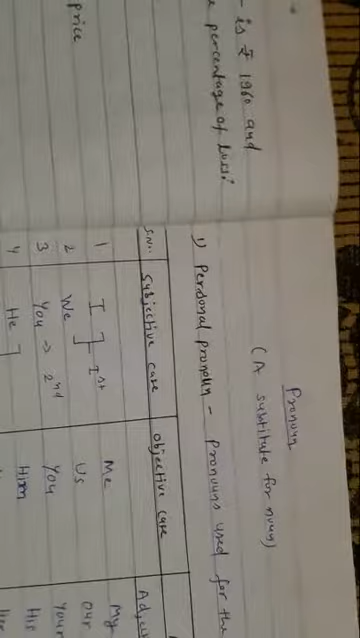 - is ₹ 1960 and
e percentage of loss?
price
Pronoun
(A substitute for noun)
1) Personal pronoun - pronouns used for the
S.No. Subjective case objective case Adject
1 I ] Ist Me My
2 We Us our
3 You → 2nd You Your
4 He ] Him His